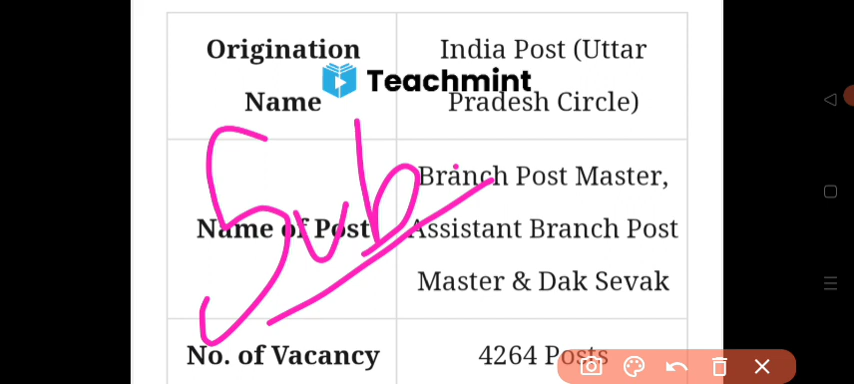 Origination
Name
India Post (Uttar
Pradesh Circle)
Teachmint
Sub
Name of Post
Branch Post Master,
Assistant Branch Post
Master & Dak Sevak
No. of Vacancy
4264 Posts